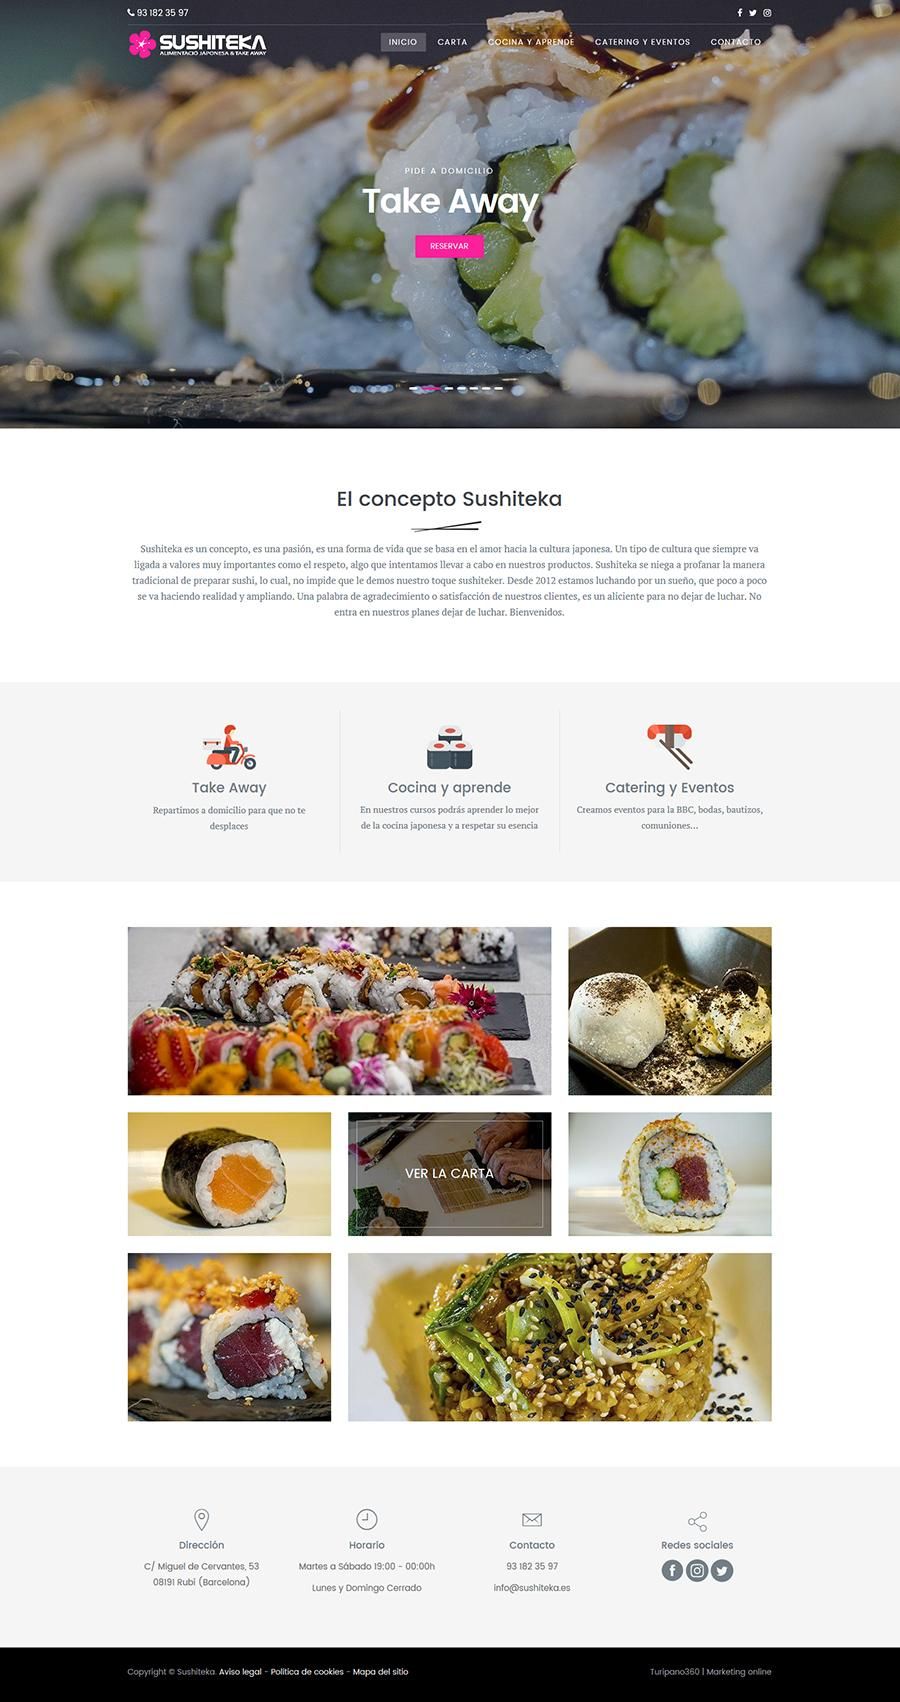 93 182 35 97
SUSHITEKA
ALIMENTACIÓ JAPONESA & TAKE AWAY
INICIO CARTA COCINA Y APRENDE CATERING Y EVENTOS CONTACTO
PIDE A DOMICILIO
Take Away
RESERVAR
El concepto Sushiteka
Sushiteka es un concepto, es una pasión, es una forma de vida que se basa en el amor hacia la cultura japonesa. Un tipo de cultura que siempre va
ligada a valores muy importantes como el respeto, algo que intentamos llevar a cabo en nuestros productos. Sushiteka se niega a profanar la manera
tradicional de preparar sushi, lo cual, no impide que le demos nuestro toque sushiteker. Desde 2012 estamos luchando por un sueño, que poco a poco
se va haciendo realidad y ampliando. Una palabra de agradecimiento o satisfacción de nuestros clientes, es un aliciente para no dejar de luchar. No
entra en nuestros planes dejar de luchar. Bienvenidos.
Take Away
Repartimos a domicilio para que no te
desplaces
Cocina y aprende
En nuestros cursos podrás aprender lo mejor
de la cocina japonesa y a respetar su esencia
Catering y Eventos
Creamos eventos para la BBC, bodas, bautizos,
comuniones...
VER LA CARTA
Dirección
C/ Miguel de Cervantes, 53
08191 Rubí (Barcelona)
Horario
Martes a Sábado 19:00 - 00:00h
Lunes y Domingo Cerrado
Contacto
93 182 35 97
info@sushiteka.es
Redes sociales
Copyright © Sushiteka. Aviso legal - Política de cookies - Mapa del sitio
Turipano360 | Marketing online